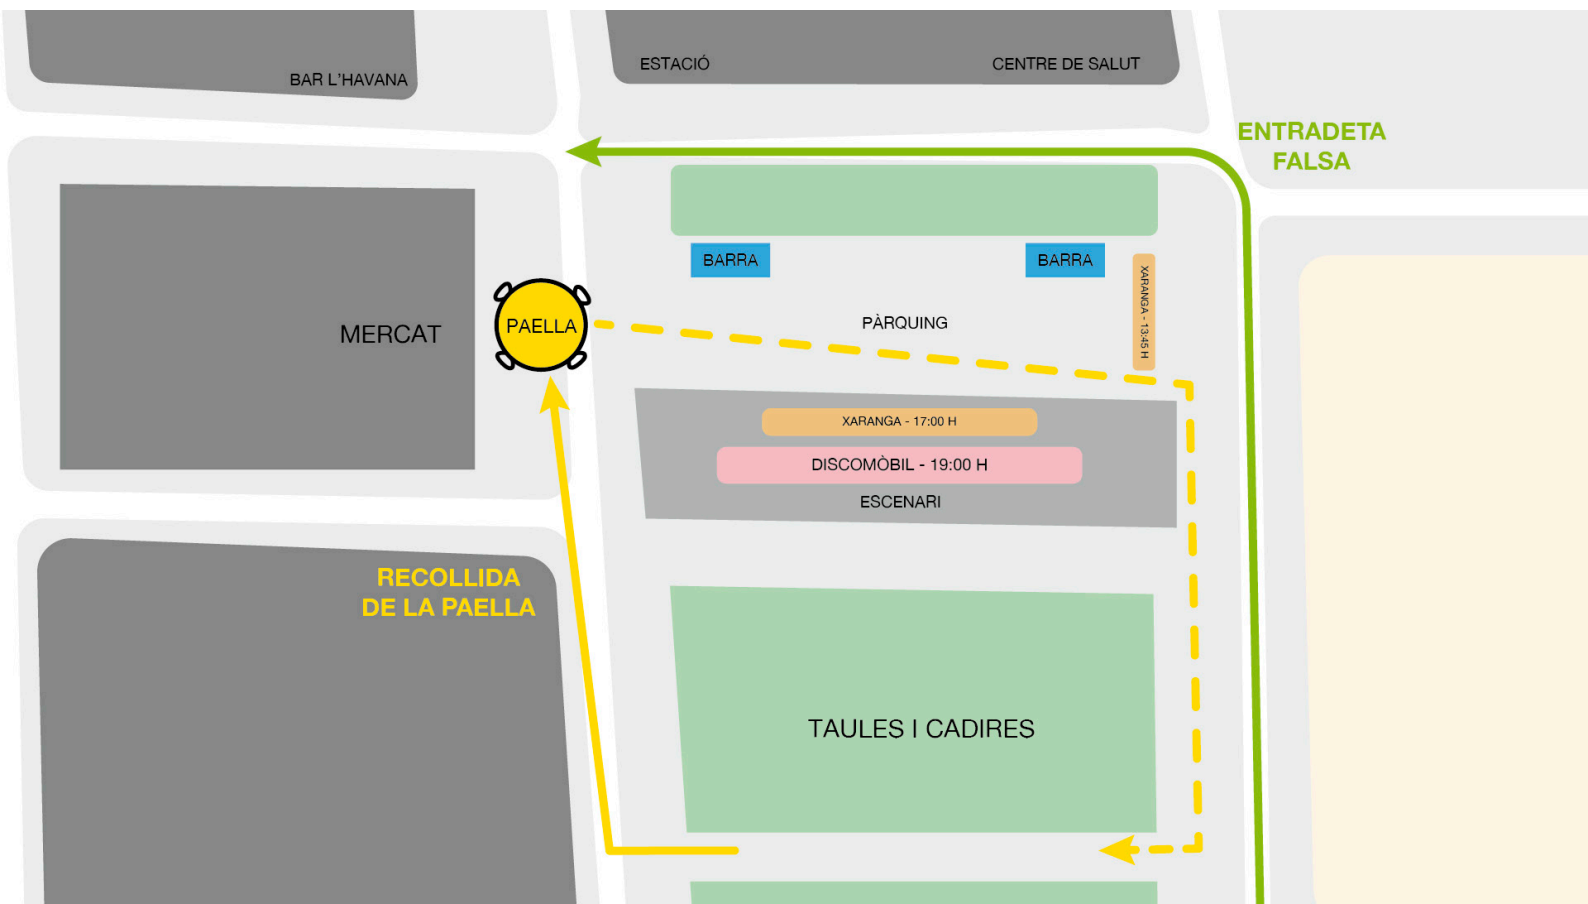 ESTACIÓ
CENTRE DE SALUT
BAR L'HAVANA
ENTRADETA
FALSA
BARRA
BARRA
XARANGA - 13:45 H
PAELLA
PÀRQUING
MERCAT
XARANGA - 17:00 H
DISCOMÒBIL - 19:00 H
ESCENARI
RECOLLIDA
DE LA PAELLA
TAULES I CADIRES